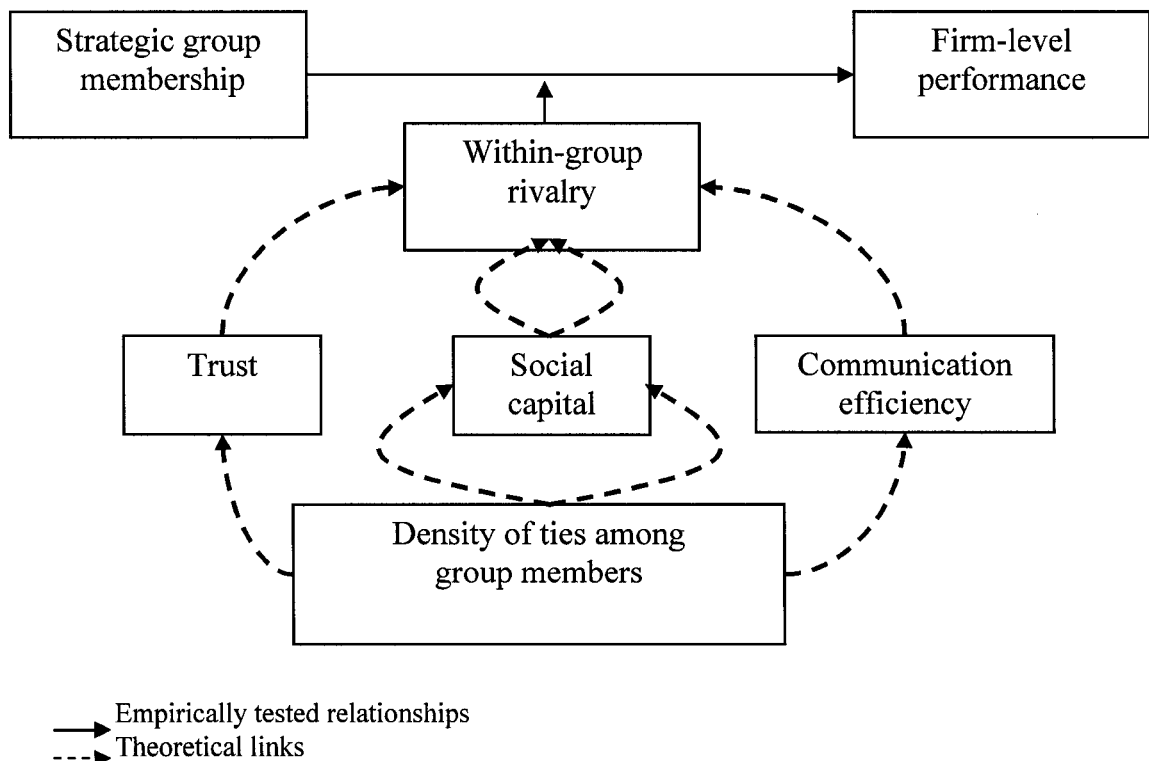 Strategic group
membership
Firm-level
performance
Within-group
rivalry
Trust
Social
capital
Communication
efficiency
Density of ties among
group members
Empirically tested relationships
Theoretical links